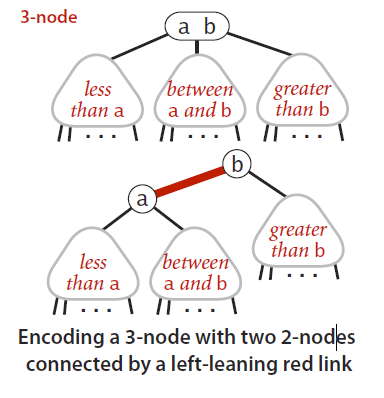 3-node
a b
less
than a
between
a and b
greater
than b
. . .
. . .
. . .
b
a
greater
than b
less
than a
between
a and b
. . .
. . .
. . .
Encoding a 3-node with two 2-nodes
connected by a left-leaning red link